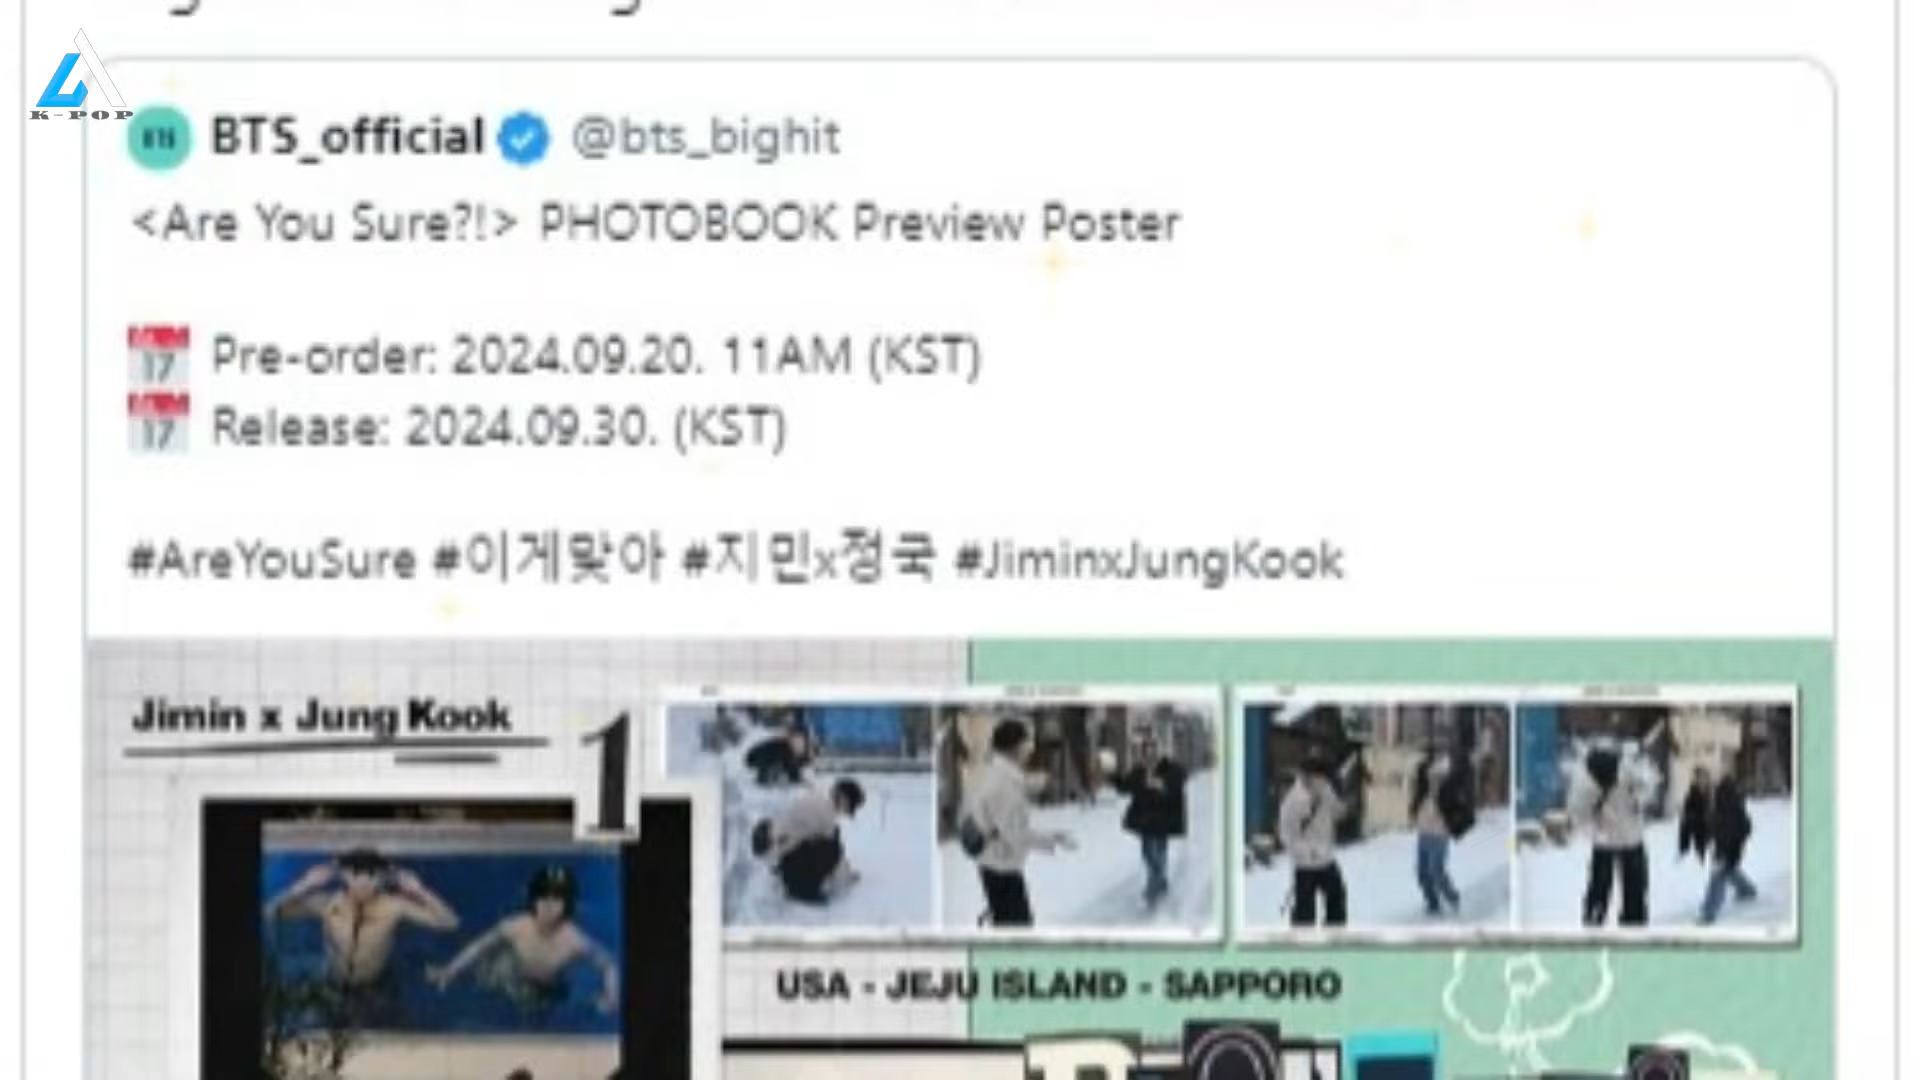 K-POP
BTS_official @bts_bighit
<Are You Sure?!> PHOTOBOOK Preview Poster
17 Pre-order: 2024.09.20. 11AM (KST)
17 Release: 2024.09.30. (KST)
#AreYouSure #이게맞아 #지민x정국 #JiminxJungKook
Jimin x Jung Kook
1
USA - JEJU ISLAND - SAPPORO